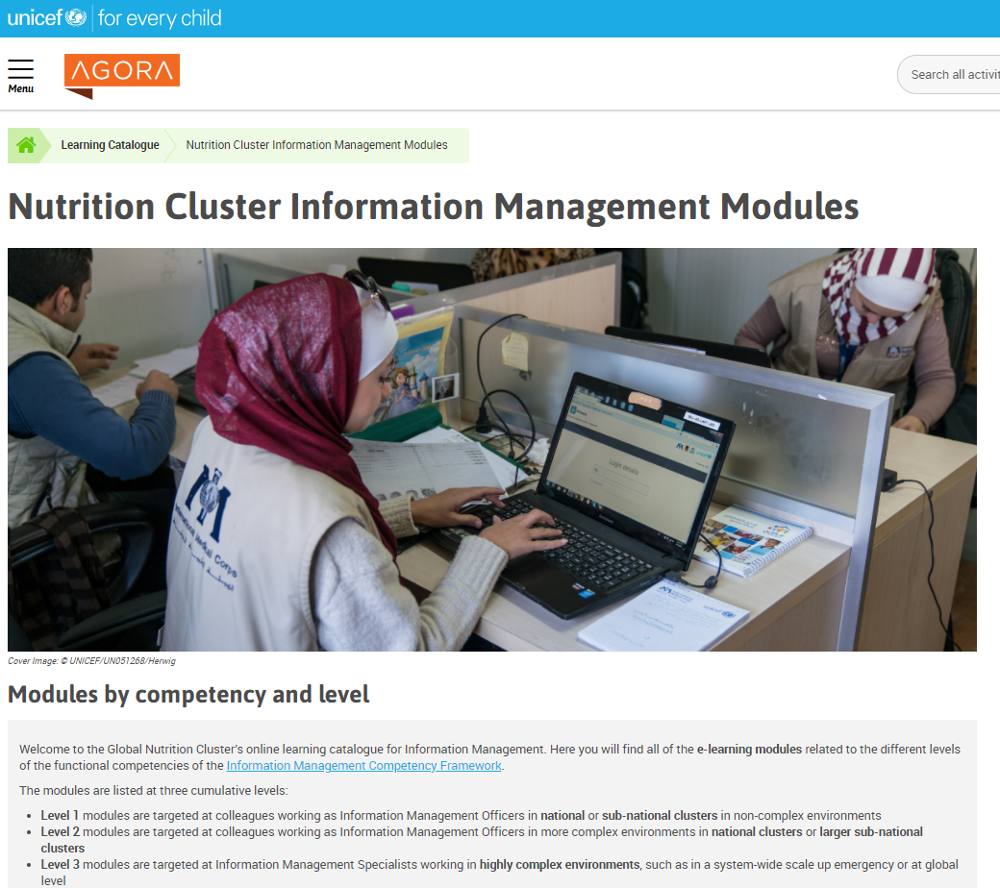 unicef for every child
Menu
AGORA
Search all activit
Learning Catalogue
Nutrition Cluster Information Management Modules
Nutrition Cluster Information Management Modules
International Medical Corps
Login details
unicef
Cover Image: © UNICEF/UN051268/Herwig
Modules by competency and level
Welcome to the Global Nutrition Cluster's online learning catalogue for Information Management. Here you will find all of the e-learning modules related to the different levels
of the functional competencies of the Information Management Competency Framework.
The modules are listed at three cumulative levels:
• Level 1 modules are targeted at colleagues working as Information Management Officers in national or sub-national clusters in non-complex environments
• Level 2 modules are targeted at colleagues working as Information Management Officers in more complex environments in national clusters or larger sub-national
clusters
• Level 3 modules are targeted at Information Management Specialists working in highly complex environments, such as in a system-wide scale up emergency or at global
level